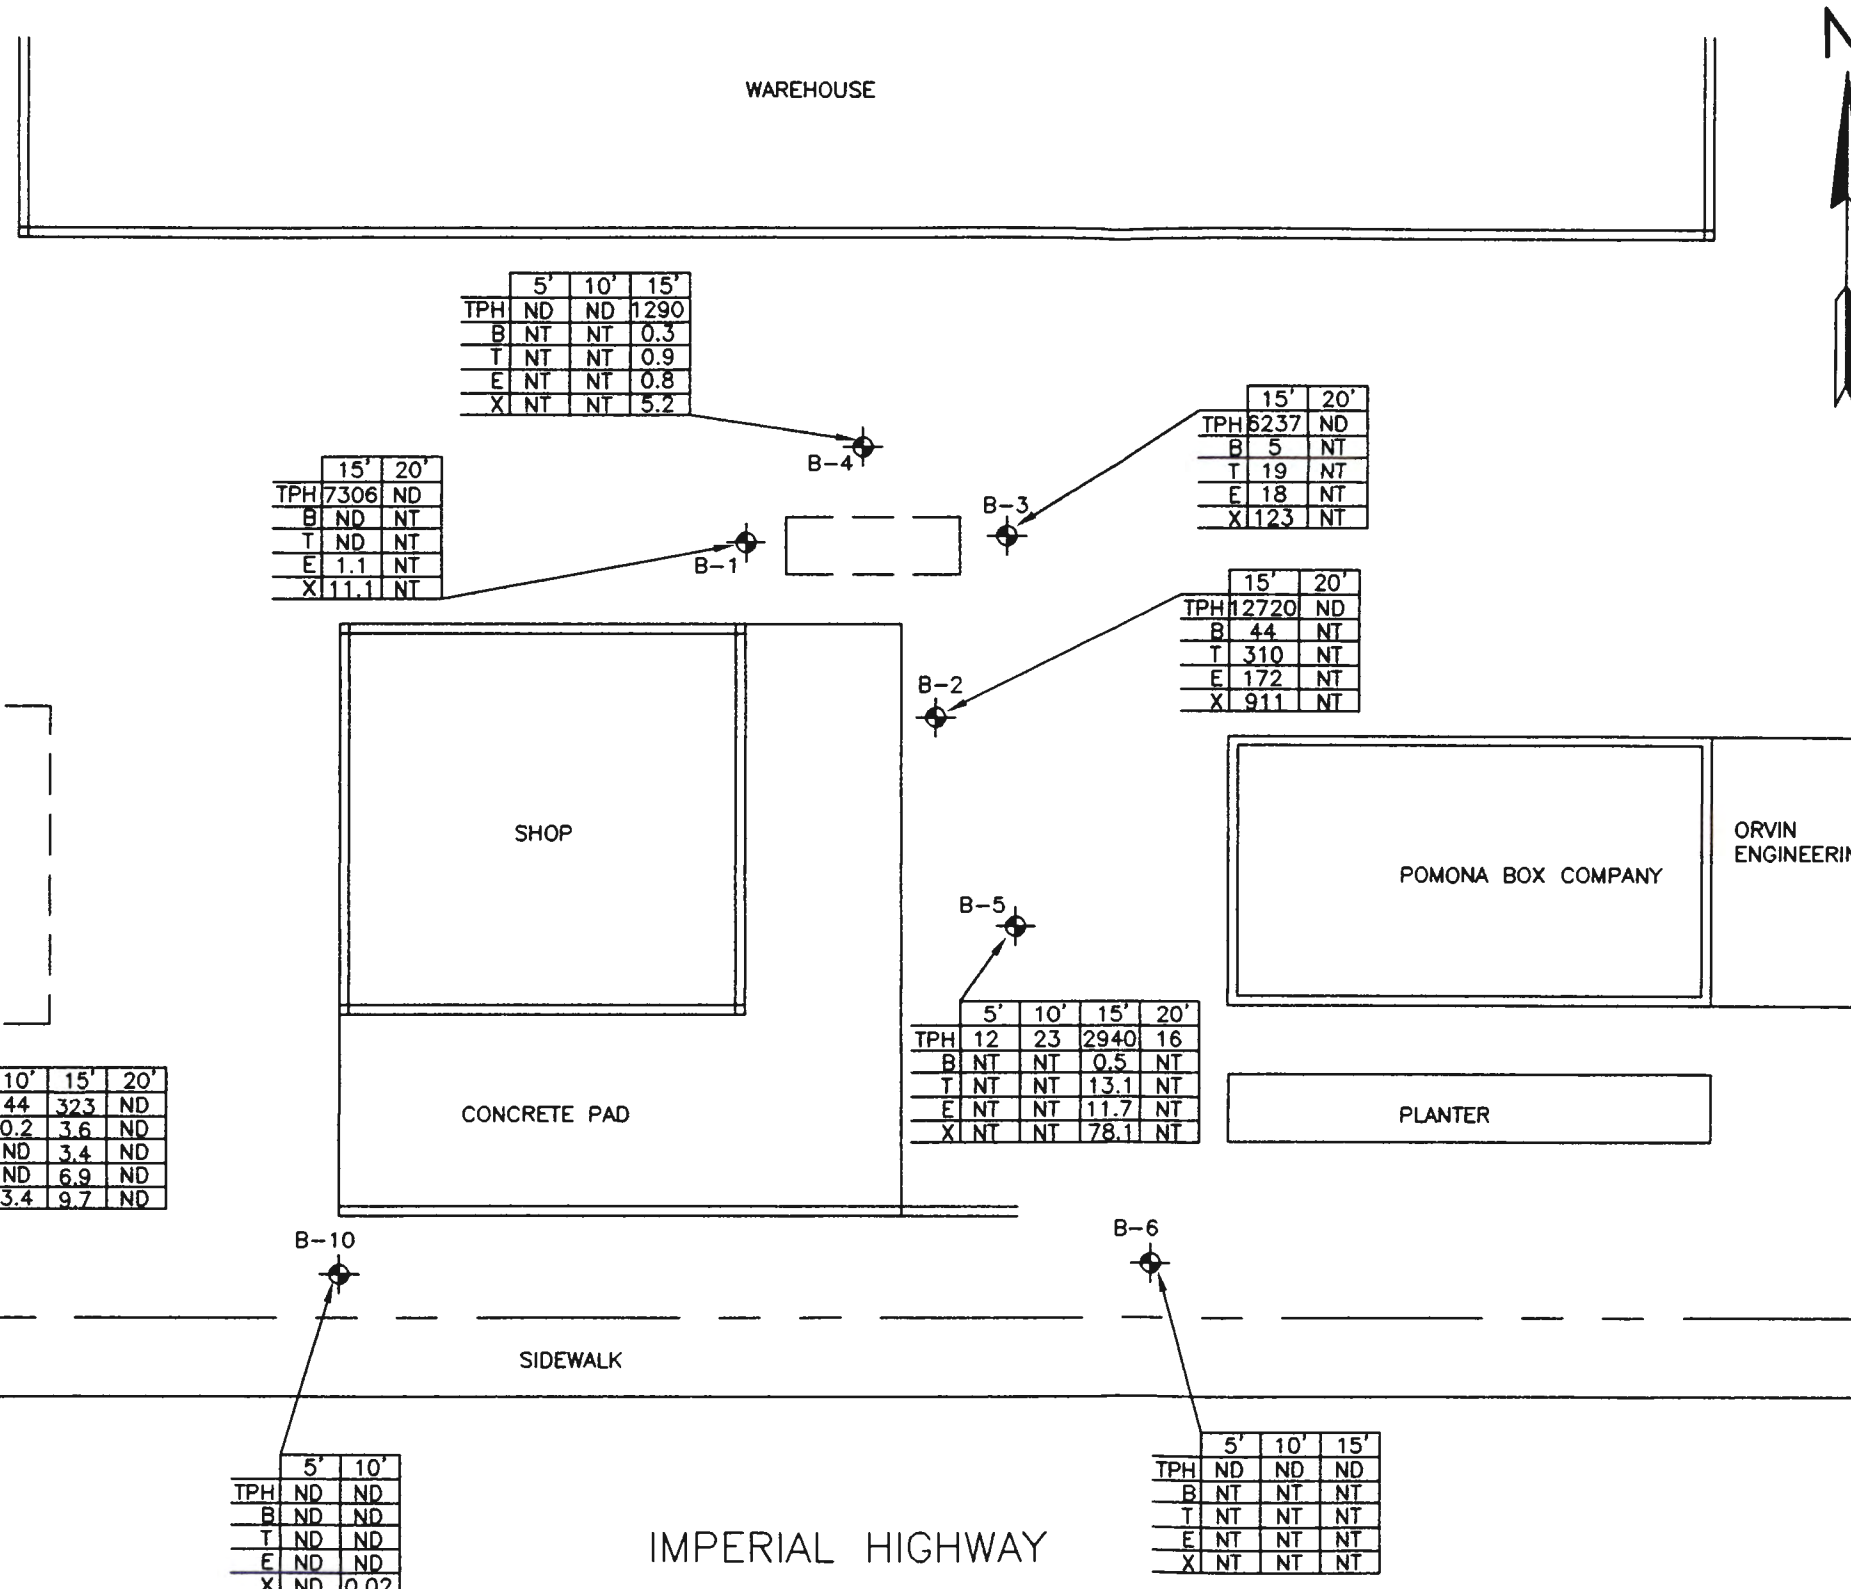 N
WAREHOUSE
5' 10' 15'
TPH ND ND 1290
B NT NT 0.3
T NT NT 0.9
E NT NT 0.8
X NT NT 5.2
B-4
15' 20'
TPH 6237 ND
B 5 NT
T 19 NT
E 18 NT
X 123 NT
B-3
15' 20'
TPH 7306 ND
B ND NT
T ND NT
E 1.1 NT
X 11.1 NT
B-1
15' 20'
TPH 12720 ND
B 44 NT
T 310 NT
E 172 NT
X 911 NT
B-2
SHOP
ORVIN
ENGINEERIN
POMONA BOX COMPANY
B-5
5' 10' 15' 20'
TPH 12 23 2940 16
B NT NT 0.5 NT
T NT NT 13.1 NT
E NT NT 11.7 NT
X NT NT 78.1 NT
10' 15' 20'
44 323 ND
0.2 3.6 ND
ND 3.4 ND
ND 6.9 ND
3.4 9.7 ND
CONCRETE PAD
PLANTER
B-10
B-6
SIDEWALK
5' 10'
TPH ND ND
B ND ND
T ND ND
E ND ND
X ND 0.02
IMPERIAL HIGHWAY
5' 10' 15'
TPH ND ND ND
B NT NT NT
T NT NT NT
E NT NT NT
X NT NT NT